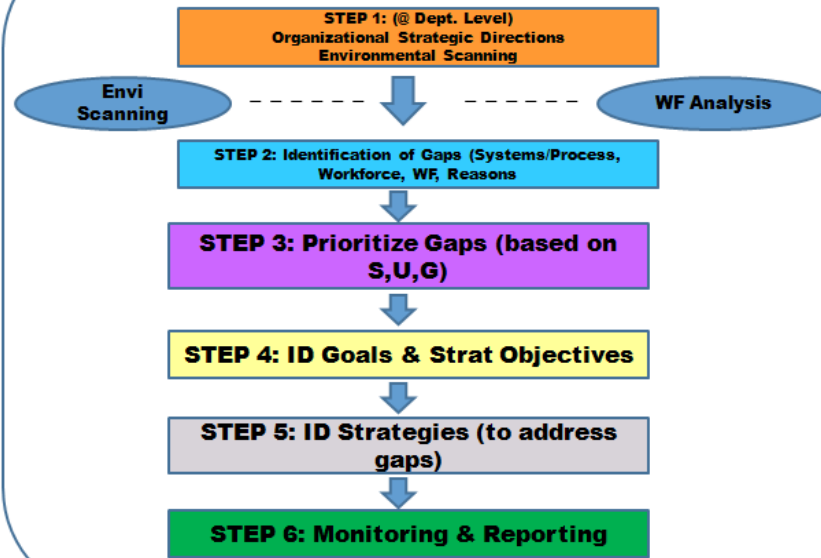 STEP 1: (@ Dept. Level)
Organizational Strategic Directions
Environmental Scanning
Envi
Scanning
WF Analysis
STEP 2: Identification of Gaps (Systems/Process,
Workforce, WF, Reasons
STEP 3: Prioritize Gaps (based on
S,U,G)
STEP 4: ID Goals & Strat Objectives
STEP 5: ID Strategies (to address
gaps)
STEP 6: Monitoring & Reporting